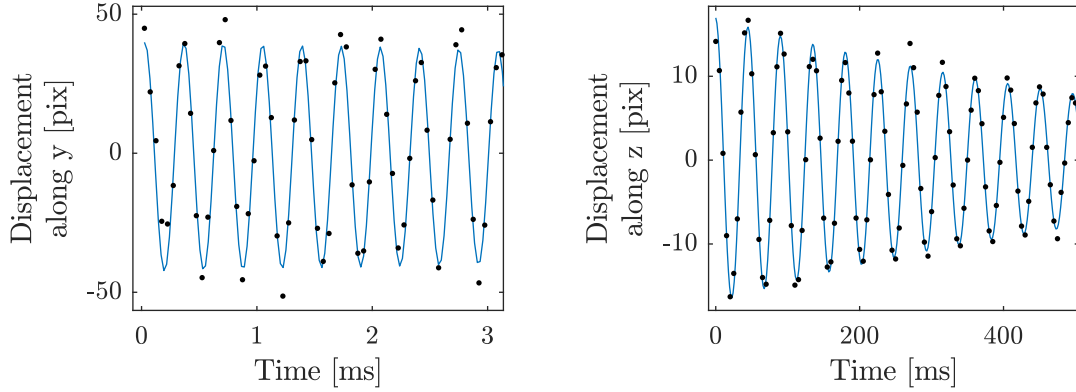 50
0
-50
Displacement
along y [pix]
0
1
2
3
Time [ms]
10
0
-10
Displacement
along z [pix]
0
200
400
Time [ms]